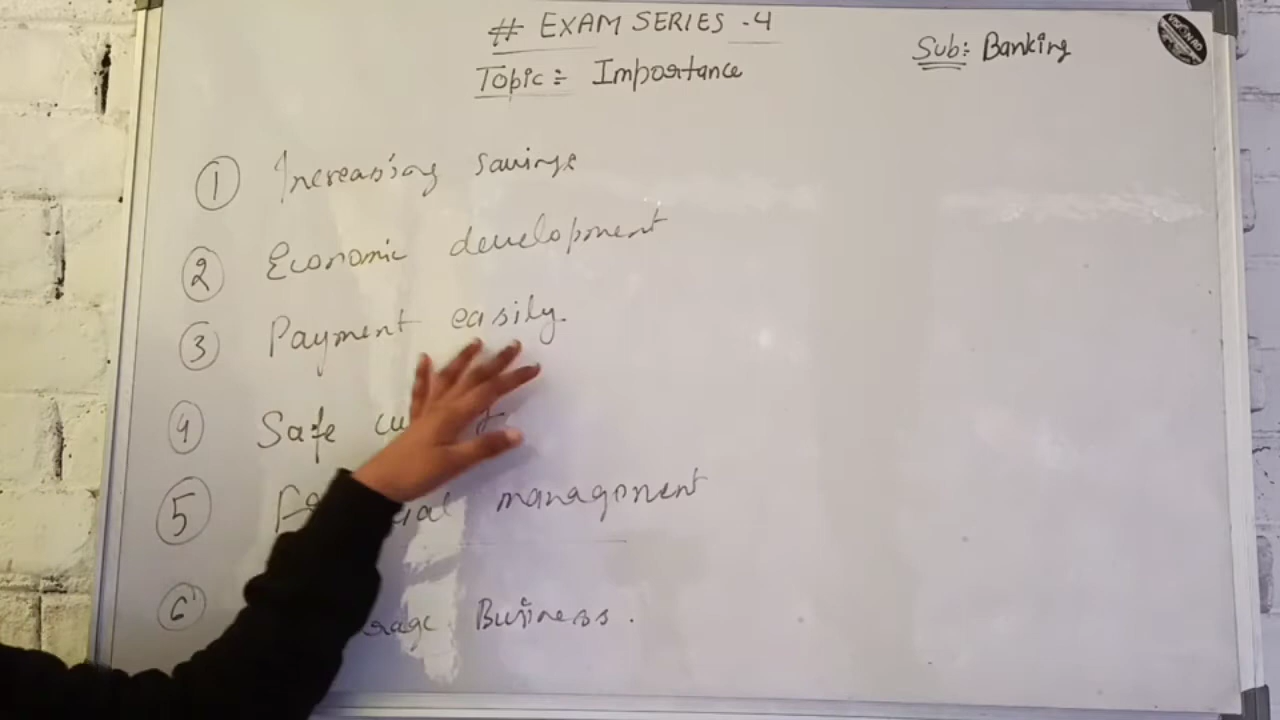 # EXAM SERIES - 4
Topic:- Importance
Sub:- Banking
1 Increasing savings
2 Economic development
3 Payment easily.
4 Safe
5 management
6 Business.